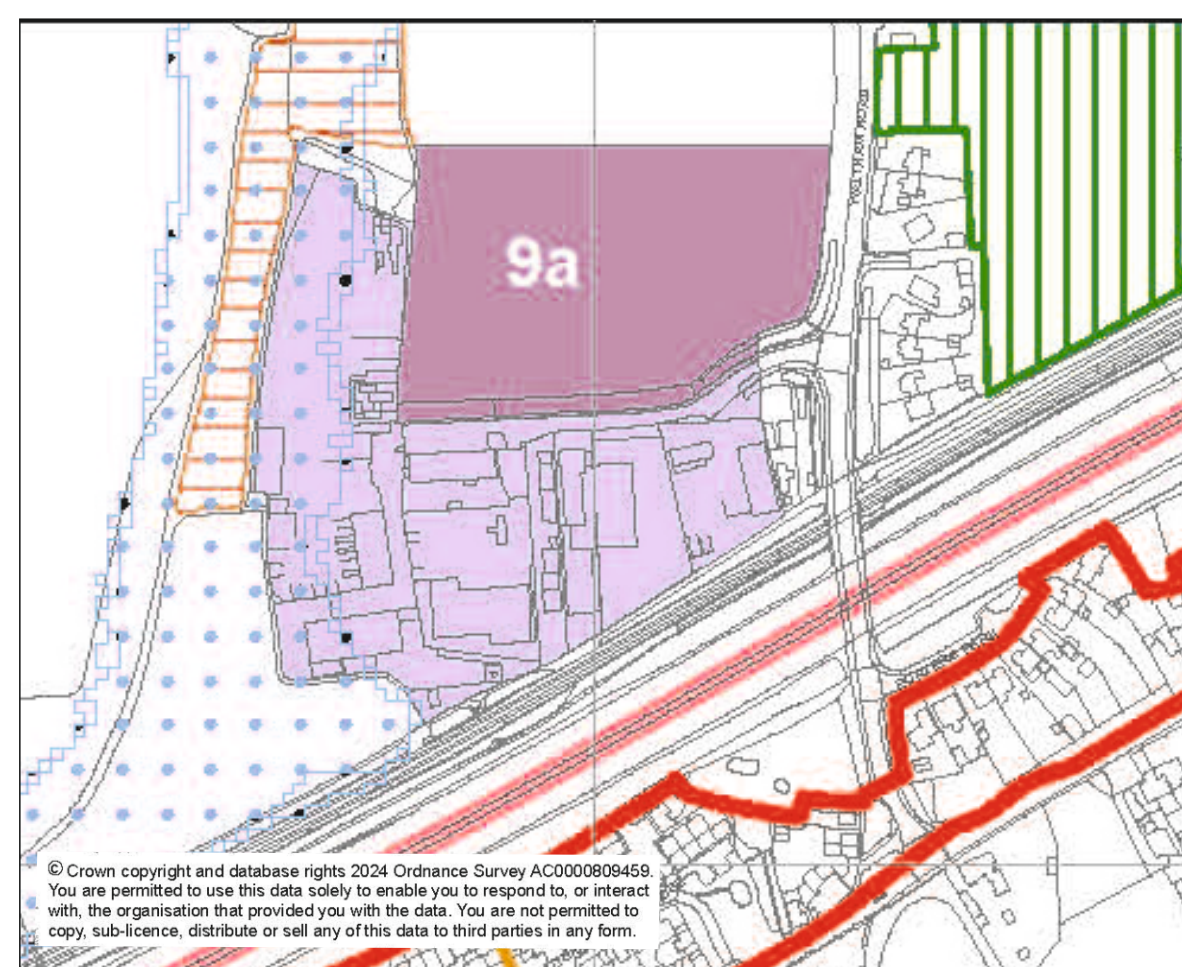 9a
© Crown copyright and database rights 2024 Ordnance Survey AC0000809459.
You are permitted to use this data solely to enable you to respond to, or interact
with, the organisation that provided you with the data. You are not permitted to
copy, sub-licence, distribute or sell any of this data to third parties in any form.